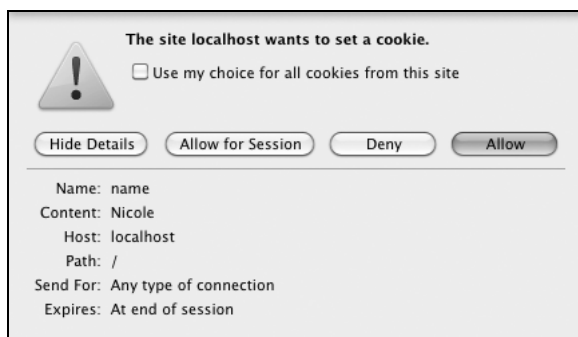 The site localhost wants to set a cookie.
Use my choice for all cookies from this site
Hide Details Allow for Session Deny Allow
Name: name
Content: Nicole
Host: localhost
Path: /
Send For: Any type of connection
Expires: At end of session